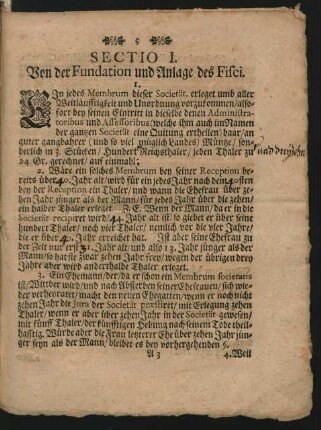 5
SECTIO I.
Von der Fundation und Anlage des Fisci.
1.
EIn jedes Membrum dieser Societät, erleget umb aller
Weitläufftigkeit und Unordnung vorzukommen/ also-
fort bey seinen Eintritt in dieselbe denen Administra-
toribus und Assessoribus/ welche ihm auch im Namen
der gantzen Societät eine Quitung ertheilen/ baar/ an
guter gangbahrer / (und so viel müglich Landes) Müntze / son-
derlich in 3. Stücken / Hundert Reichsthaler/ jeden Thaler zu
24 Gr. gerechnet/ auf einmahl;
2. Wäre ein solches Membrum bey seiner Reception be-
reits über 40. Jahr alt/ wird für ein jedes Jahr nach dem 40sten
bey der Reception ein Thaler/ und wann die Ehefrau über ze-
hen Jahr jünger als der Mann/ für jedes Jahr über die zehen/
ein halber Thaler erleget. Z. E. Wenn der Mann/ da er in die
Societät recipiret wird/ 44. Jahr alt ist/ so giebet er über seine
hundert Thaler/ noch vier Thaler/ nemlich vor die vier Jahre/
die er über 40. Jahr erreichet hat. Ist aber seine Ehefrau zu
der Zeit nur erst 31. Jahr alt/ und also 13. Jahr jünger als der
Mann/ so hat sie zwar zehen Jahr frey/ wegen der übrigen drey
Jahre aber wird anderthalbe Thaler erleget.
3. Ein Ehemann/ der/ da er schon ein Membrum societatis
ist/ Wittber wird/ und nach Absterben seiner Ehefrauen/ sich wie-
der verheyratet/ macht den neuen Ehegatten/ wenn er noch nicht
zehen Jahr die jura der Societät possidiret/ mit Erlegung zehen
Thaler/ wenn er aber über zehen Jahr in der Societät gewesen/
mit fünff Thaler/ der künfftigen Hebung nach seinem Tode theil-
hafftig. Würde aber die Frau letzterer Ehe über zehen Jahr jün-
ger seyn als der Mann/ bleibet es bey vorhergehenden §.
A 3 4. Weil